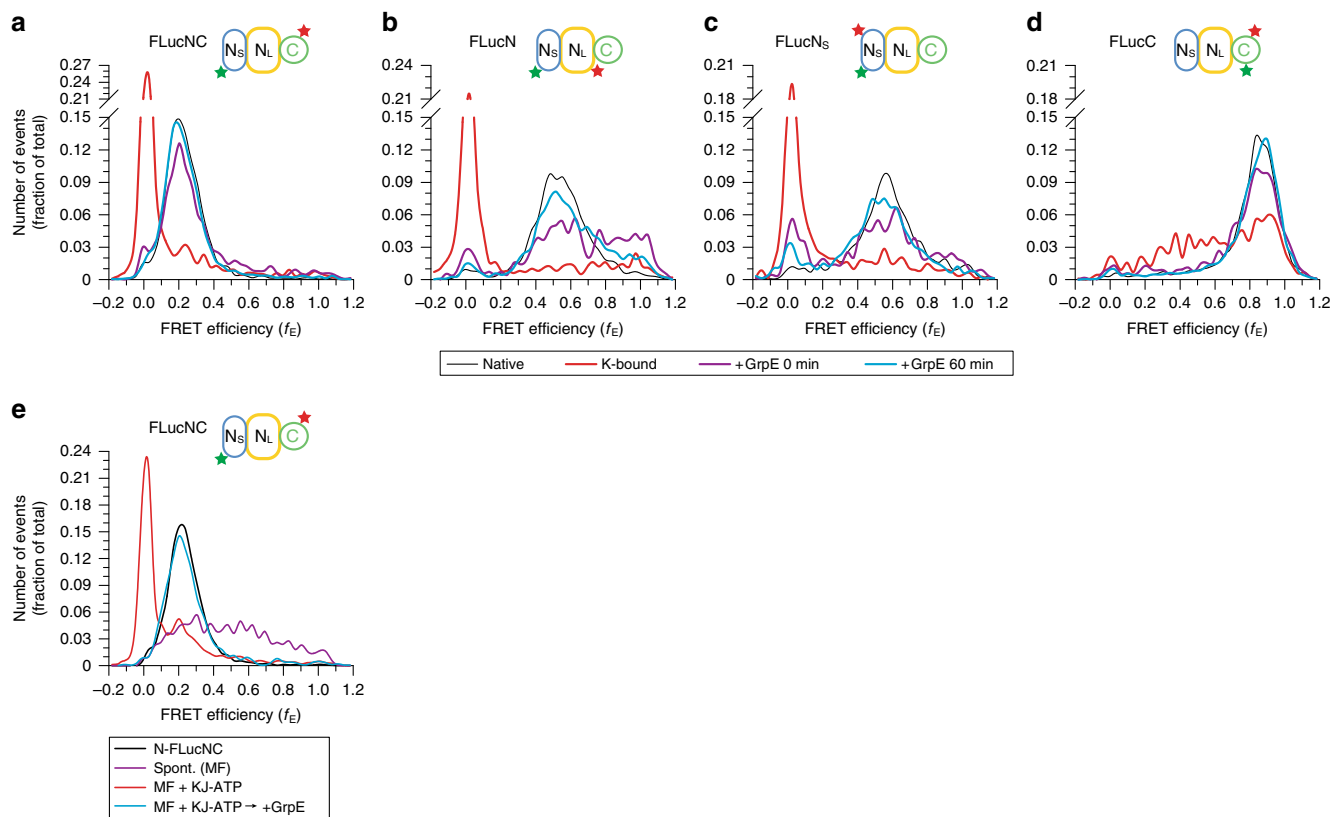 a
FLucNC
NS NL C
b
FLucN
NS NL C
c
FLucNS
NS NL C
d
FLucC
NS NL C
Number of events
(fraction of total)
0.27
0.24
0.21
0.15
0.12
0.09
0.06
0.03
0
−0.2 0.0 0.2 0.4 0.6 0.8 1.0 1.2
FRET efficiency (fE)
0.24
0.21
0.15
0.12
0.09
0.06
0.03
0
−0.2 0.0 0.2 0.4 0.6 0.8 1.0 1.2
FRET efficiency (fE)
0.21
0.18
0.15
0.12
0.09
0.06
0.03
0
−0.2 0.0 0.2 0.4 0.6 0.8 1.0 1.2
FRET efficiency (fE)
0.21
0.18
0.15
0.12
0.09
0.06
0.03
0
−0.2 0.0 0.2 0.4 0.6 0.8 1.0 1.2
FRET efficiency (fE)
Native K-bound +GrpE 0 min +GrpE 60 min
e
FLucNC
NS NL C
Number of events
(fraction of total)
0.24
0.21
0.18
0.15
0.12
0.09
0.06
0.03
0
−0.2 0.0 0.2 0.4 0.6 0.8 1.0 1.2
FRET efficiency (fE)
N-FLucNC
Spont. (MF)
MF + KJ-ATP
MF + KJ-ATP → +GrpE